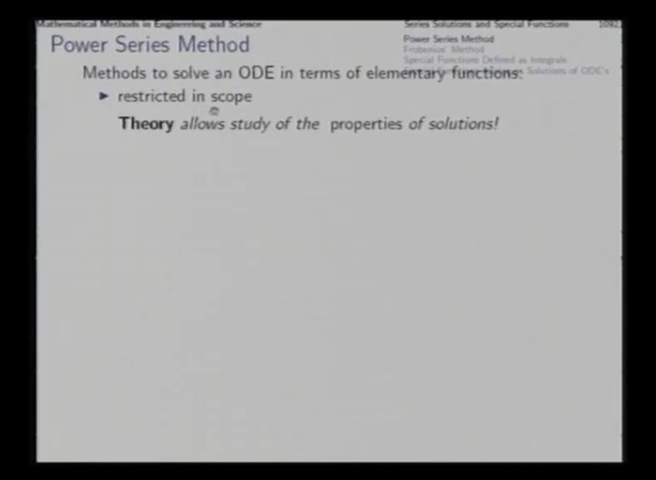 Mathematical Methods in Engineering and Science
Series Solutions and Special Functions
Power Series Method
Power Series Method
Frobenius' Method
Special Functions Defined as Integrals
Solutions of ODE's
Methods to solve an ODE in terms of elementary functions:
▶ restricted in scope
Theory allows study of the properties of solutions!